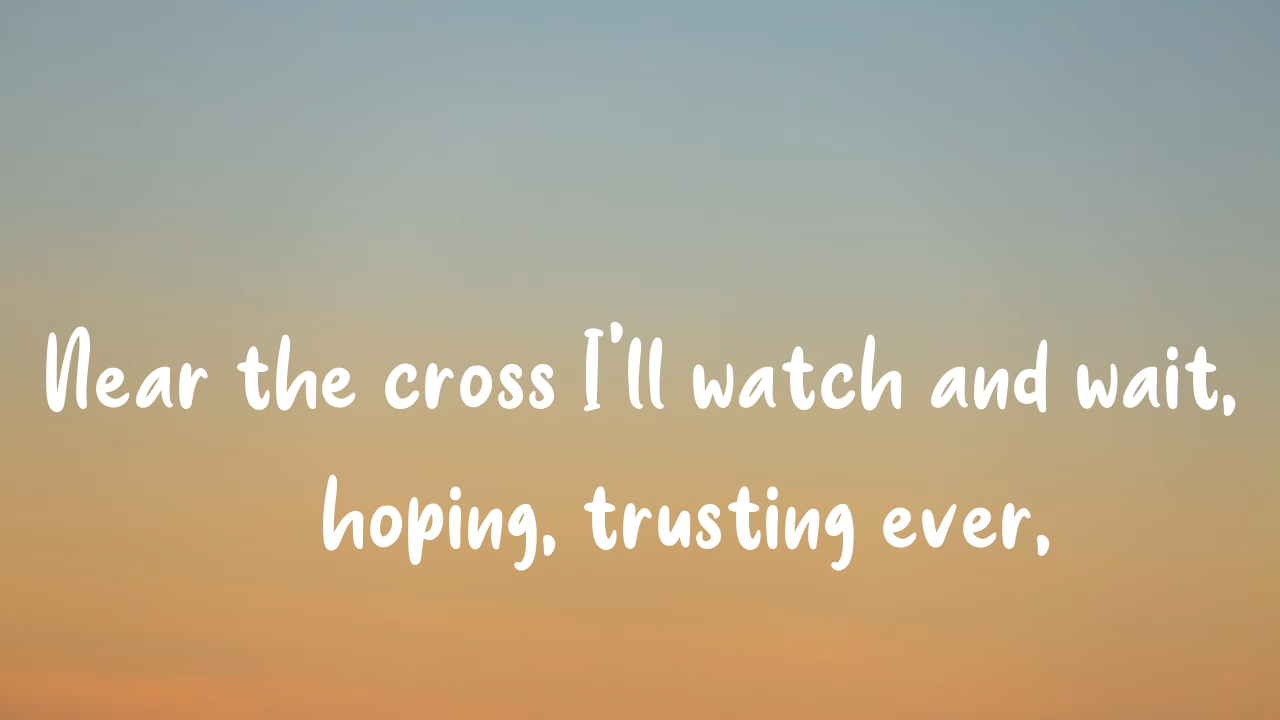 Near the cross I'll watch and wait,
hoping, trusting ever,